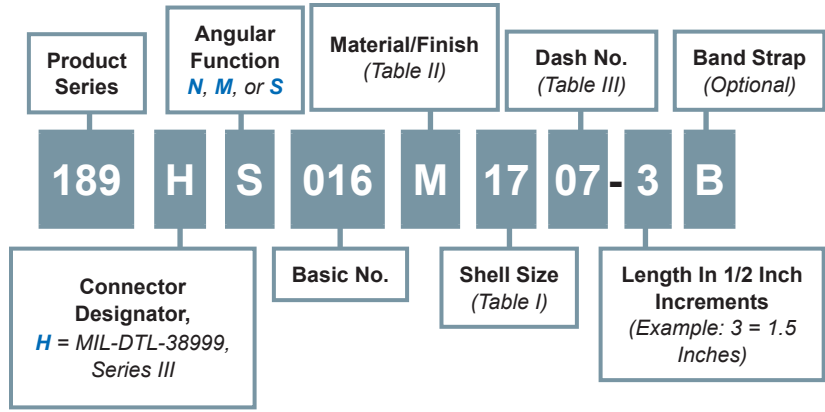 Product
Series
Angular
Function
N, M, or S
Material/Finish
(Table II)
Dash No.
(Table III)
Band Strap
(Optional)
189 H S 016 M 17 07 - 3 B
Connector
Designator,
H = MIL-DTL-38999,
Series III
Basic No.
Shell Size
(Table I)
Length In 1/2 Inch
Increments
(Example: 3 = 1.5
Inches)